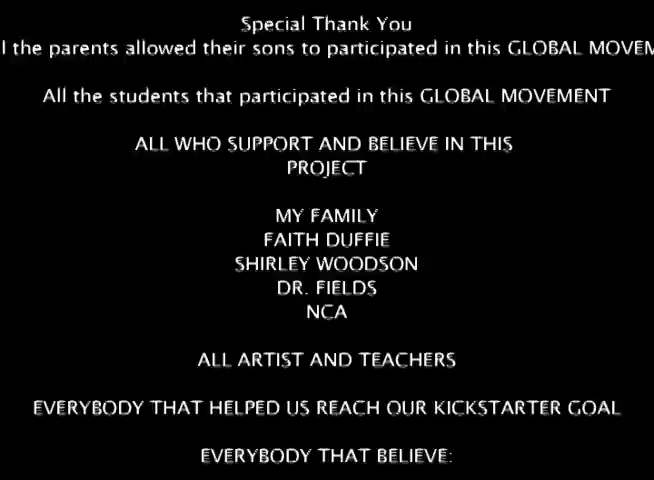 Special Thank You
l the parents allowed their sons to participated in this GLOBAL MOVEM
All the students that participated in this GLOBAL MOVEMENT
ALL WHO SUPPORT AND BELIEVE IN THIS
PROJECT
MY FAMILY
FAITH DUFFIE
SHIRLEY WOODSON
DR. FIELDS
NCA
ALL ARTIST AND TEACHERS
EVERYBODY THAT HELPED US REACH OUR KICKSTARTER GOAL
EVERYBODY THAT BELIEVE: